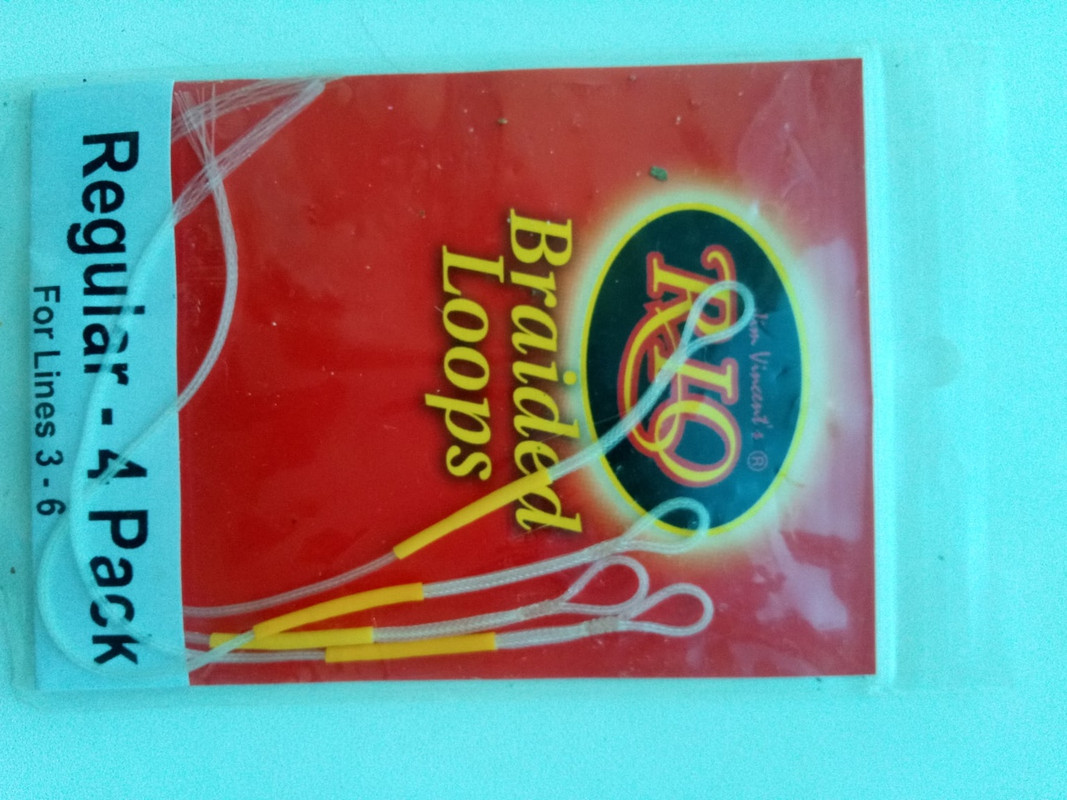 Jim Vincent's ®
RIO
Braided
Loops
Regular - 4 Pack
For Lines 3 - 6